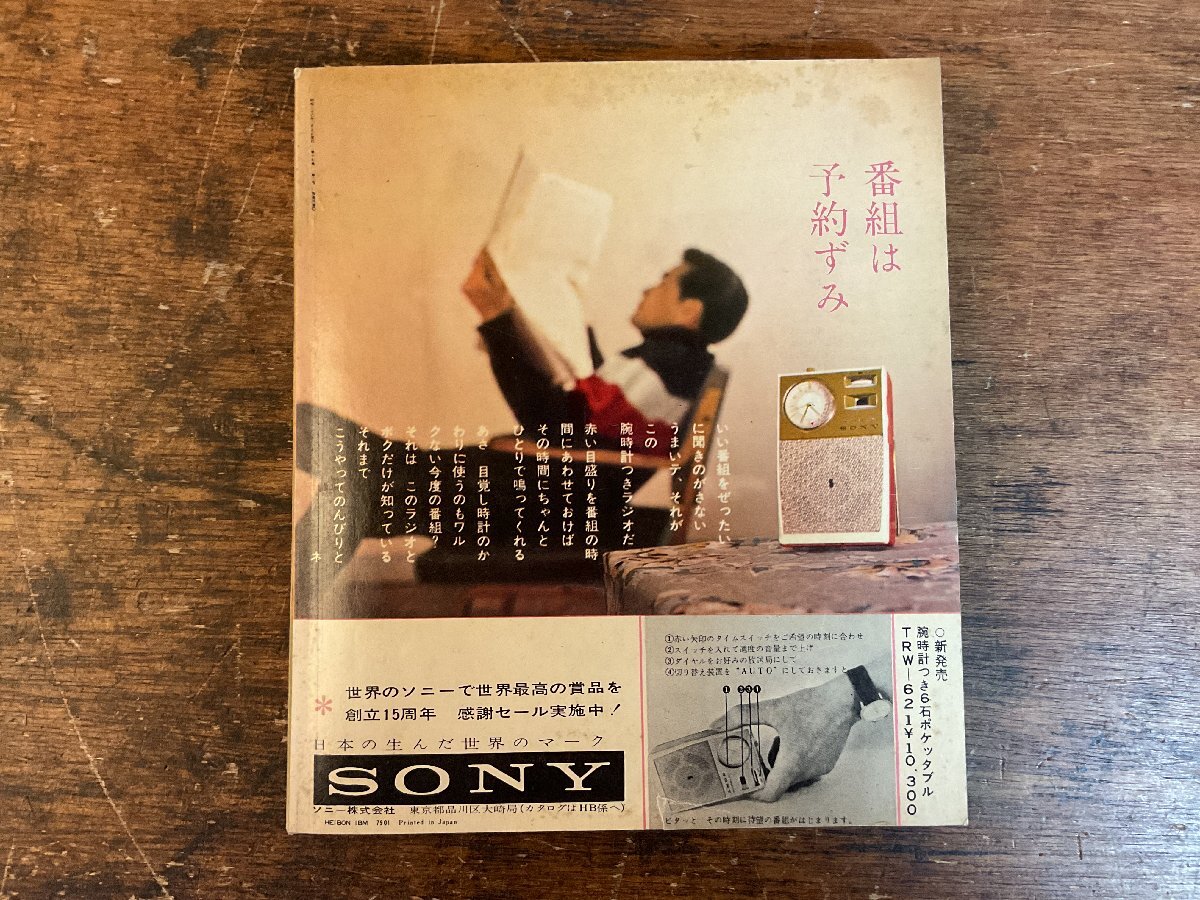 番組は
予約ずみ
いい番組をぜったい
に聞きのがさない
うまいテ、それが
この
腕時計つきラジオだ
赤い目盛りを番組の時
間にあわせておけば
その時間にちゃんと
ひとりで鳴ってくれる
あさ 目覚し時計のか
わりに使うのもワル
クない今度の番組?
それは このラジオと
ボクだけが知っている
それまで
こうやってのんびりと
ネ
世界のソニーで世界最高の賞品を
創立15周年 感謝セール実施中!
日本の生んだ世界のマーク
SONY
ソニー株式会社 東京都品川区大崎局(カタログはHB係へ)
HEIBON IBM 7901 Printed in Japan
①赤い矢印のタイムスイッチをご希望の時刻に合わせ
②スイッチを入れて適度の音量まで上げ
③ダイヤルをお好みの放送局にして
④切り替え装置を "AUTO" にしておきますと
① ②③④
ピタッと その時刻に待望の番組がはじまります。
○新発売
腕時計つき6石ポケッタブル
TRW—621¥10,300